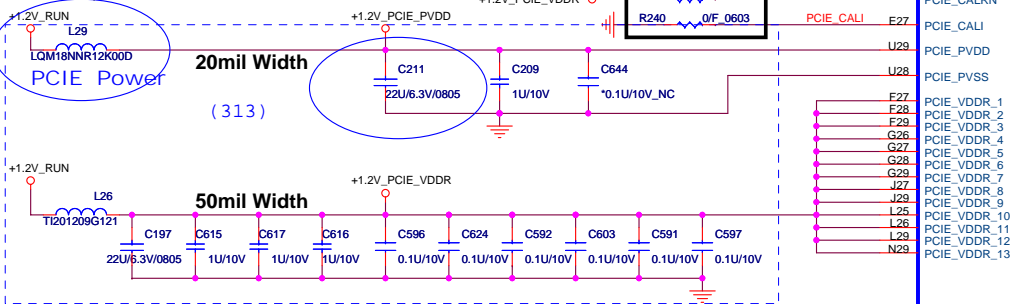 +1.2V_PCIE_VDDR
PCIE_CALRN
+1.2V_RUN
+1.2V_PCIE_PVDD
R240
0/F_0603
PCIE_CALI
E27
PCIE_CALI
L29
LQM18NNR12K00D
PCIE Power
20mil Width
(313)
C211
22U/6.3V/0805
C209
1U/10V
C644
*0.1U/10V_NC
U29
PCIE_PVDD
U28
PCIE_PVSS
F27
PCIE_VDDR_1
F28
PCIE_VDDR_2
F29
PCIE_VDDR_3
G26
PCIE_VDDR_4
G27
PCIE_VDDR_5
G28
PCIE_VDDR_6
G29
PCIE_VDDR_7
J27
PCIE_VDDR_8
J29
PCIE_VDDR_9
L25
PCIE_VDDR_10
L26
PCIE_VDDR_11
L29
PCIE_VDDR_12
N29
PCIE_VDDR_13
+1.2V_RUN
+1.2V_PCIE_VDDR
L26
TI201209G121
50mil Width
C197
22U/6.3V/0805
C615
1U/10V
C617
1U/10V
C616
1U/10V
C596
0.1U/10V
C624
0.1U/10V
C592
0.1U/10V
C603
0.1U/10V
C591
0.1U/10V
C597
0.1U/10V